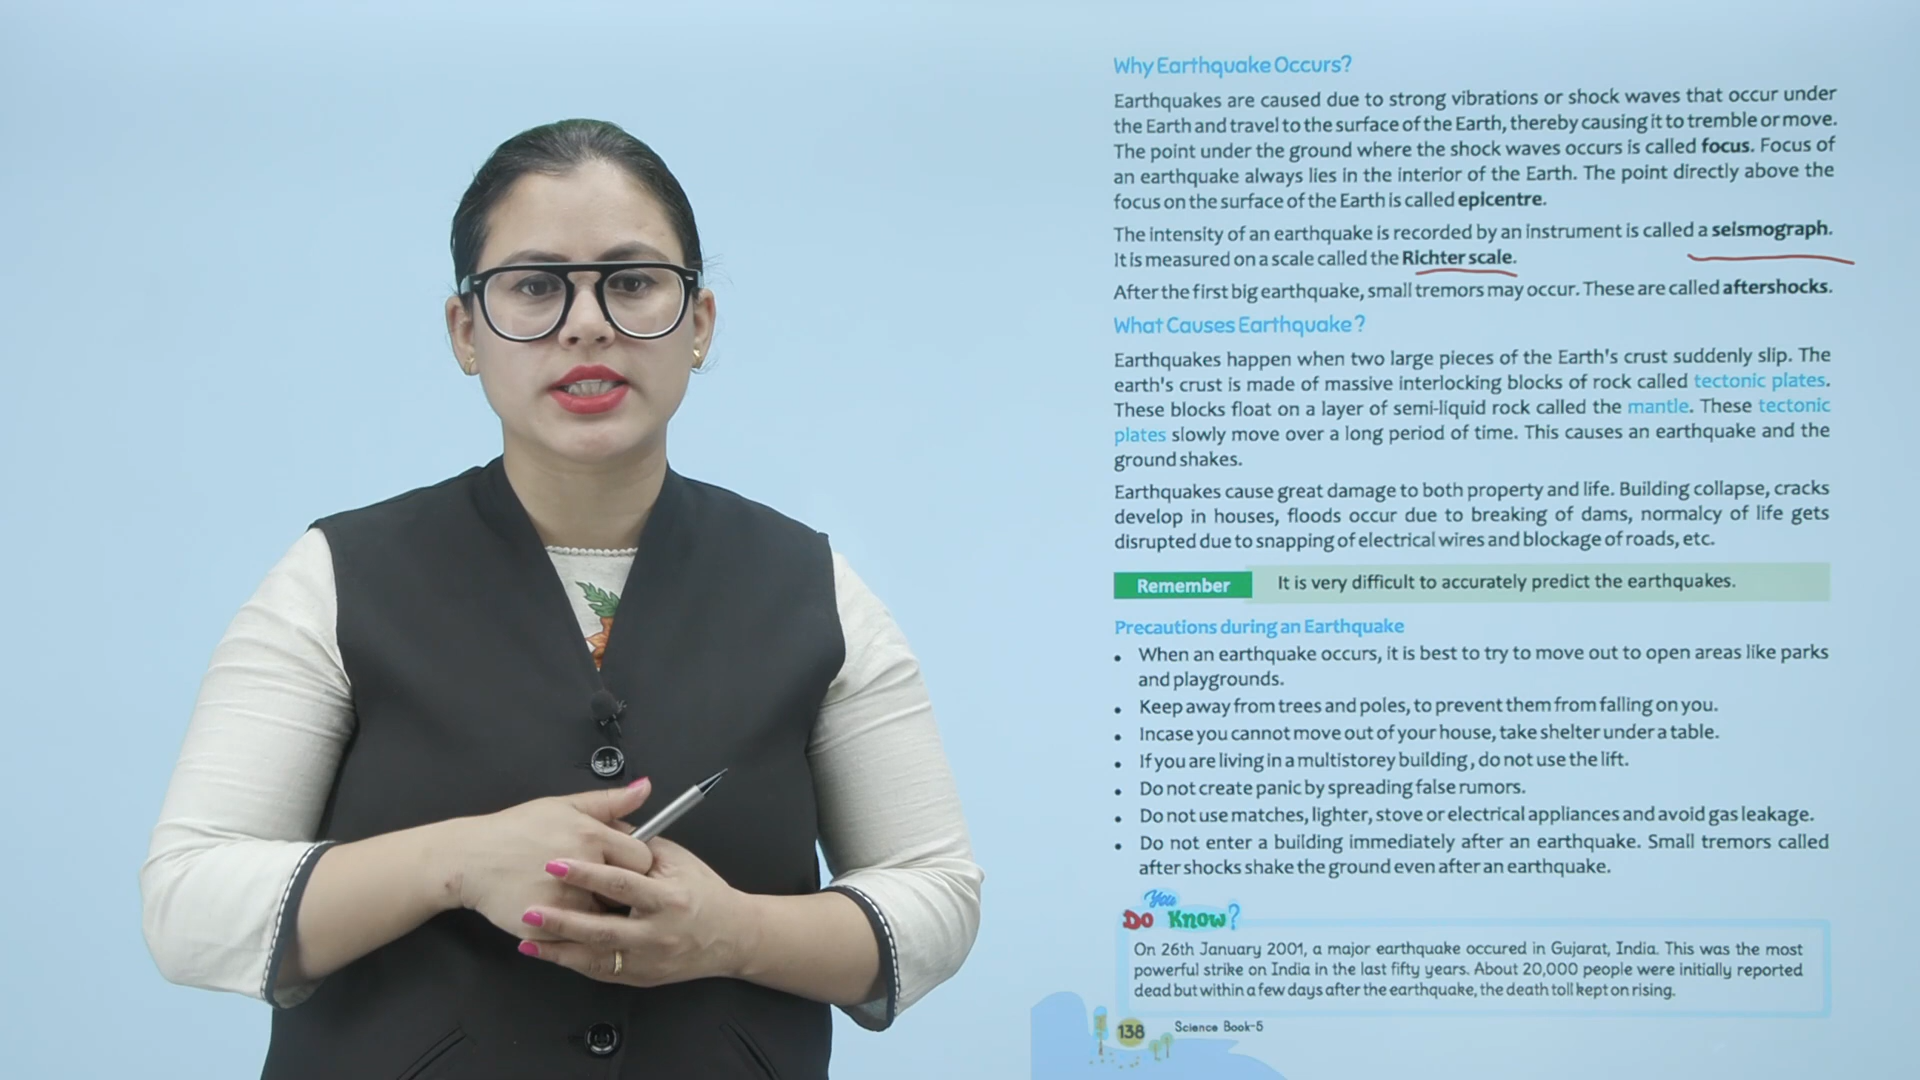 Why Earthquake Occurs?
Earthquakes are caused due to strong vibrations or shock waves that occur under
the Earth and travel to the surface of the Earth, thereby causing it to tremble or move.
The point under the ground where the shock waves occurs is called focus. Focus of
an earthquake always lies in the interior of the Earth. The point directly above the
focus on the surface of the Earth is called epicentre.
The intensity of an earthquake is recorded by an instrument is called a seismograph.
It is measured on a scale called the Richter scale.
After the first big earthquake, small tremors may occur. These are called aftershocks.
What Causes Earthquake?
Earthquakes happen when two large pieces of the Earth's crust suddenly slip. The
earth's crust is made of massive interlocking blocks of rock called tectonic plates.
These blocks float on a layer of semi-liquid rock called the mantle. These tectonic
plates slowly move over a long period of time. This causes an earthquake and the
ground shakes.
Earthquakes cause great damage to both property and life. Building collapse, cracks
develop in houses, floods occur due to breaking of dams, normalcy of life gets
disrupted due to snapping of electrical wires and blockage of roads, etc.
Remember It is very difficult to accurately predict the earthquakes.
Precautions during an Earthquake
• When an earthquake occurs, it is best to try to move out to open areas like parks
and playgrounds.
• Keep away from trees and poles, to prevent them from falling on you.
• Incase you cannot move out of your house, take shelter under a table.
• If you are living in a multistorey building, do not use the lift.
• Do not create panic by spreading false rumors.
• Do not use matches, lighter, stove or electrical appliances and avoid gas leakage.
• Do not enter a building immediately after an earthquake. Small tremors called
after shocks shake the ground even after an earthquake.
You
Do Know?
On 26th January 2001, a major earthquake occured in Gujarat, India. This was the most
powerful strike on India in the last fifty years. About 20,000 people were initially reported
dead but within a few days after the earthquake, the death toll kept on rising.
138 Science Book-5